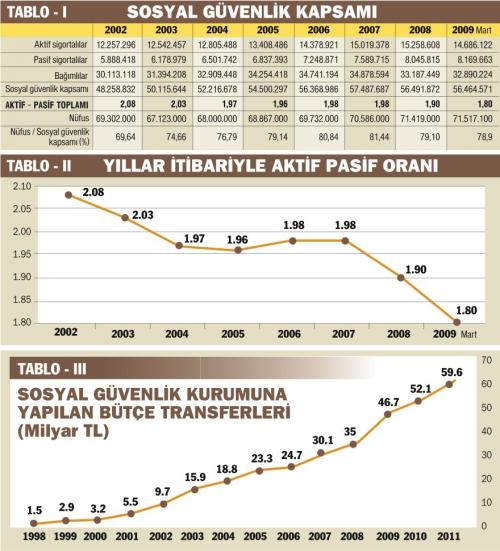 TABLO - I SOSYAL GÜVENLİK KAPSAMI
2002 2003 2004 2005 2006 2007 2008 2009 Mart
Aktif sigortalılar 12.257.296 12.542.457 12.805.488 13.408.486 14.378.921 15.019.378 15.258.608 14.686.122
Pasif sigortalılar 5.888.418 6.178.979 6.501.742 6.837.393 7.248.871 7.589.715 8.045.815 8.169.663
Bağımlılar 30.113.118 31.394.208 32.909.448 34.254.418 34.741.194 34.878.594 33.187.449 32.890.224
Sosyal güvenlik kapsamı 48.258.832 50.115.644 52.216.678 54.500.297 56.368.986 57.487.687 56.491.872 56.464.571
AKTİF - PASİF TOPLAMI 2,08 2,03 1,97 1,96 1,98 1,98 1,90 1,80
Nüfus 69.302.000 67.123.000 68.000.000 68.867.000 69.732.000 70.586.000 71.419.000 71.517.100
Nüfus / Sosyal güvenlik
kapsamı (%) 69,64 74,66 76,79 79,14 80,84 81,44 79,10 78,9
TABLO - II YILLAR İTİBARİYLE AKTİF PASİF ORANI
2.10
2.05
2.00
1.95
1.90
1.85
1.80
2.08
2.03
1.97
1.96
1.98
1.98
1.90
1.80
2002 2003 2004 2005 2006 2007 2008 2009 Mart
TABLO - III
SOSYAL GÜVENLİK KURUMUNA
YAPILAN BÜTÇE TRANSFERLERİ
(Milyar TL)
70
60
50
40
30
20
10
0
1.5
2.9
3.2
5.5
9.7
15.9
18.8
23.3
24.7
30.1
35
46.7
52.1
59.6
1998 1999 2000 2001 2002 2003 2004 2005 2006 2007 2008 2009 2010 2011